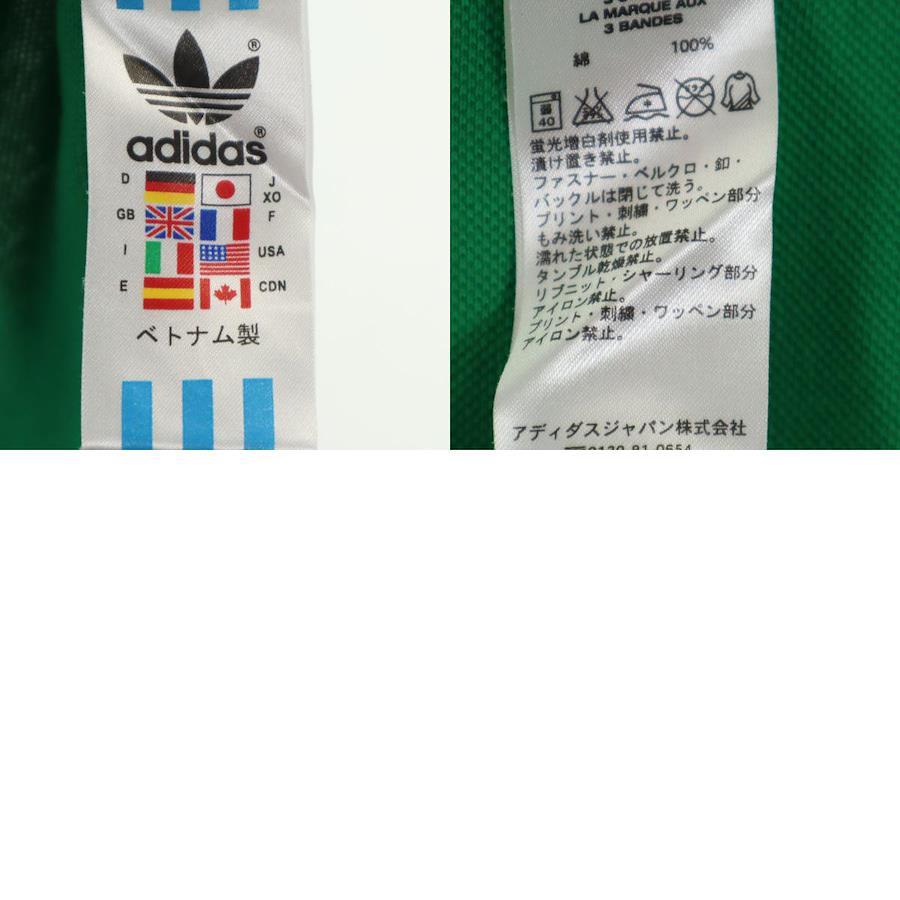 ®
adidas®
D
J
XO
GB
F
I
USA
E
CDN
ベトナム製
LA MARQUE AUX
3 BANDES
綿 100%
40
蛍光増白剤使用禁止。
漬け置き禁止。
ファスナー・ベルクロ・釦・
バックルは閉じて洗う。
プリント・刺繍・ワッペン部分
もみ洗い禁止。
濡れた状態での放置禁止。
タンブル乾燥禁止。
リブニット・シャーリング部分
アイロン禁止。
プリント・刺繍・ワッペン部分
アイロン禁止。
アディダスジャパン株式会社